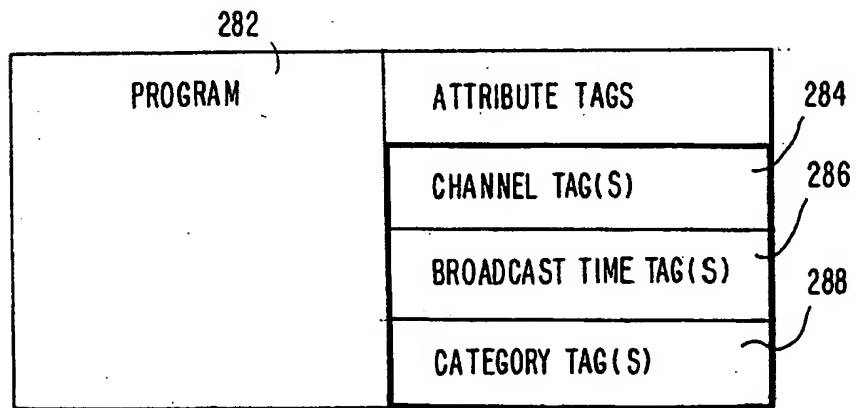 282
PROGRAM
ATTRIBUTE TAGS
284
CHANNEL TAG(S)
286
BROADCAST TIME TAG(S)
288
CATEGORY TAG(S)